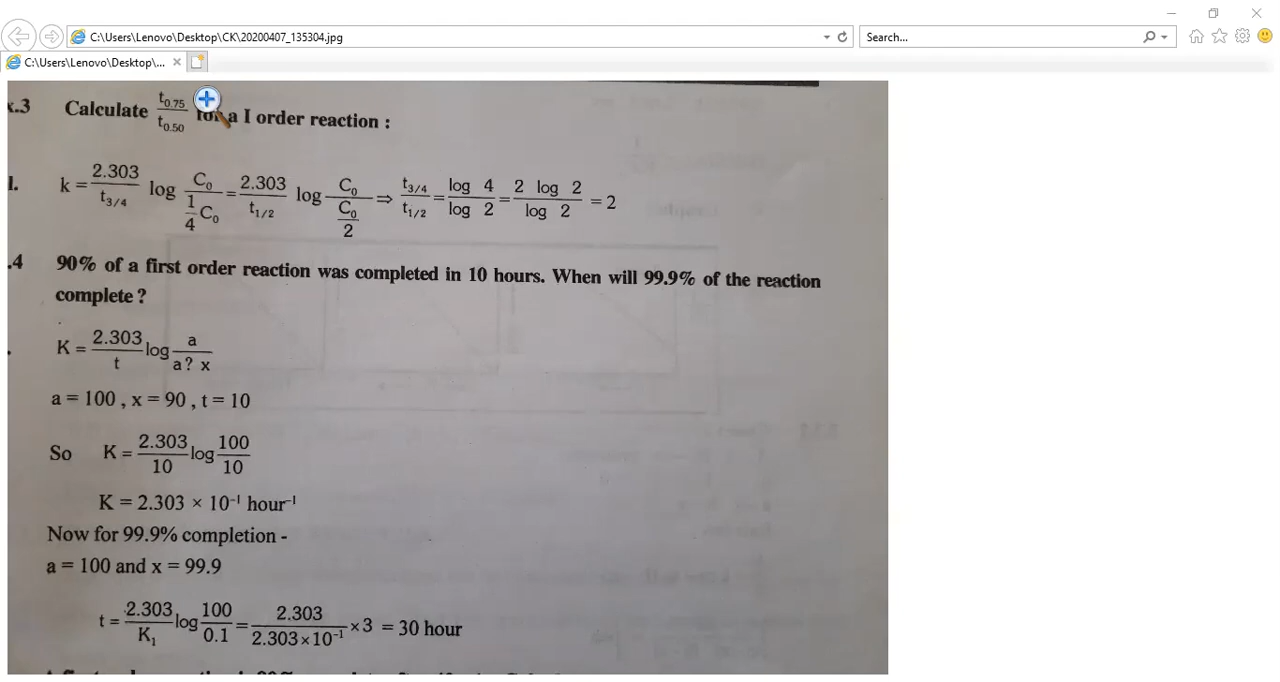 C:\Users\Lenovo\Desktop\CK\20200407_135304.jpg
Search...
C:\Users\Lenovo\Desktop\...
x.3 Calculate t0.75/t0.50 for a I order reaction :
l. k = 2.303/t3/4 log C0/(1/4 C0) = 2.303/t1/2 log C0/(C0/2) ⇒ t3/4/t1/2 = log 4/log 2 = 2 log 2/log 2 = 2
.4 90% of a first order reaction was completed in 10 hours. When will 99.9% of the reaction
complete ?
K = 2.303/t log a/(a ? x)
a = 100 , x = 90 , t = 10
So K = 2.303/10 log 100/10
K = 2.303 × 10⁻¹ hour⁻¹
Now for 99.9% completion -
a = 100 and x = 99.9
t = 2.303/K₁ log 100/0.1 = 2.303/(2.303×10⁻¹) ×3 = 30 hour